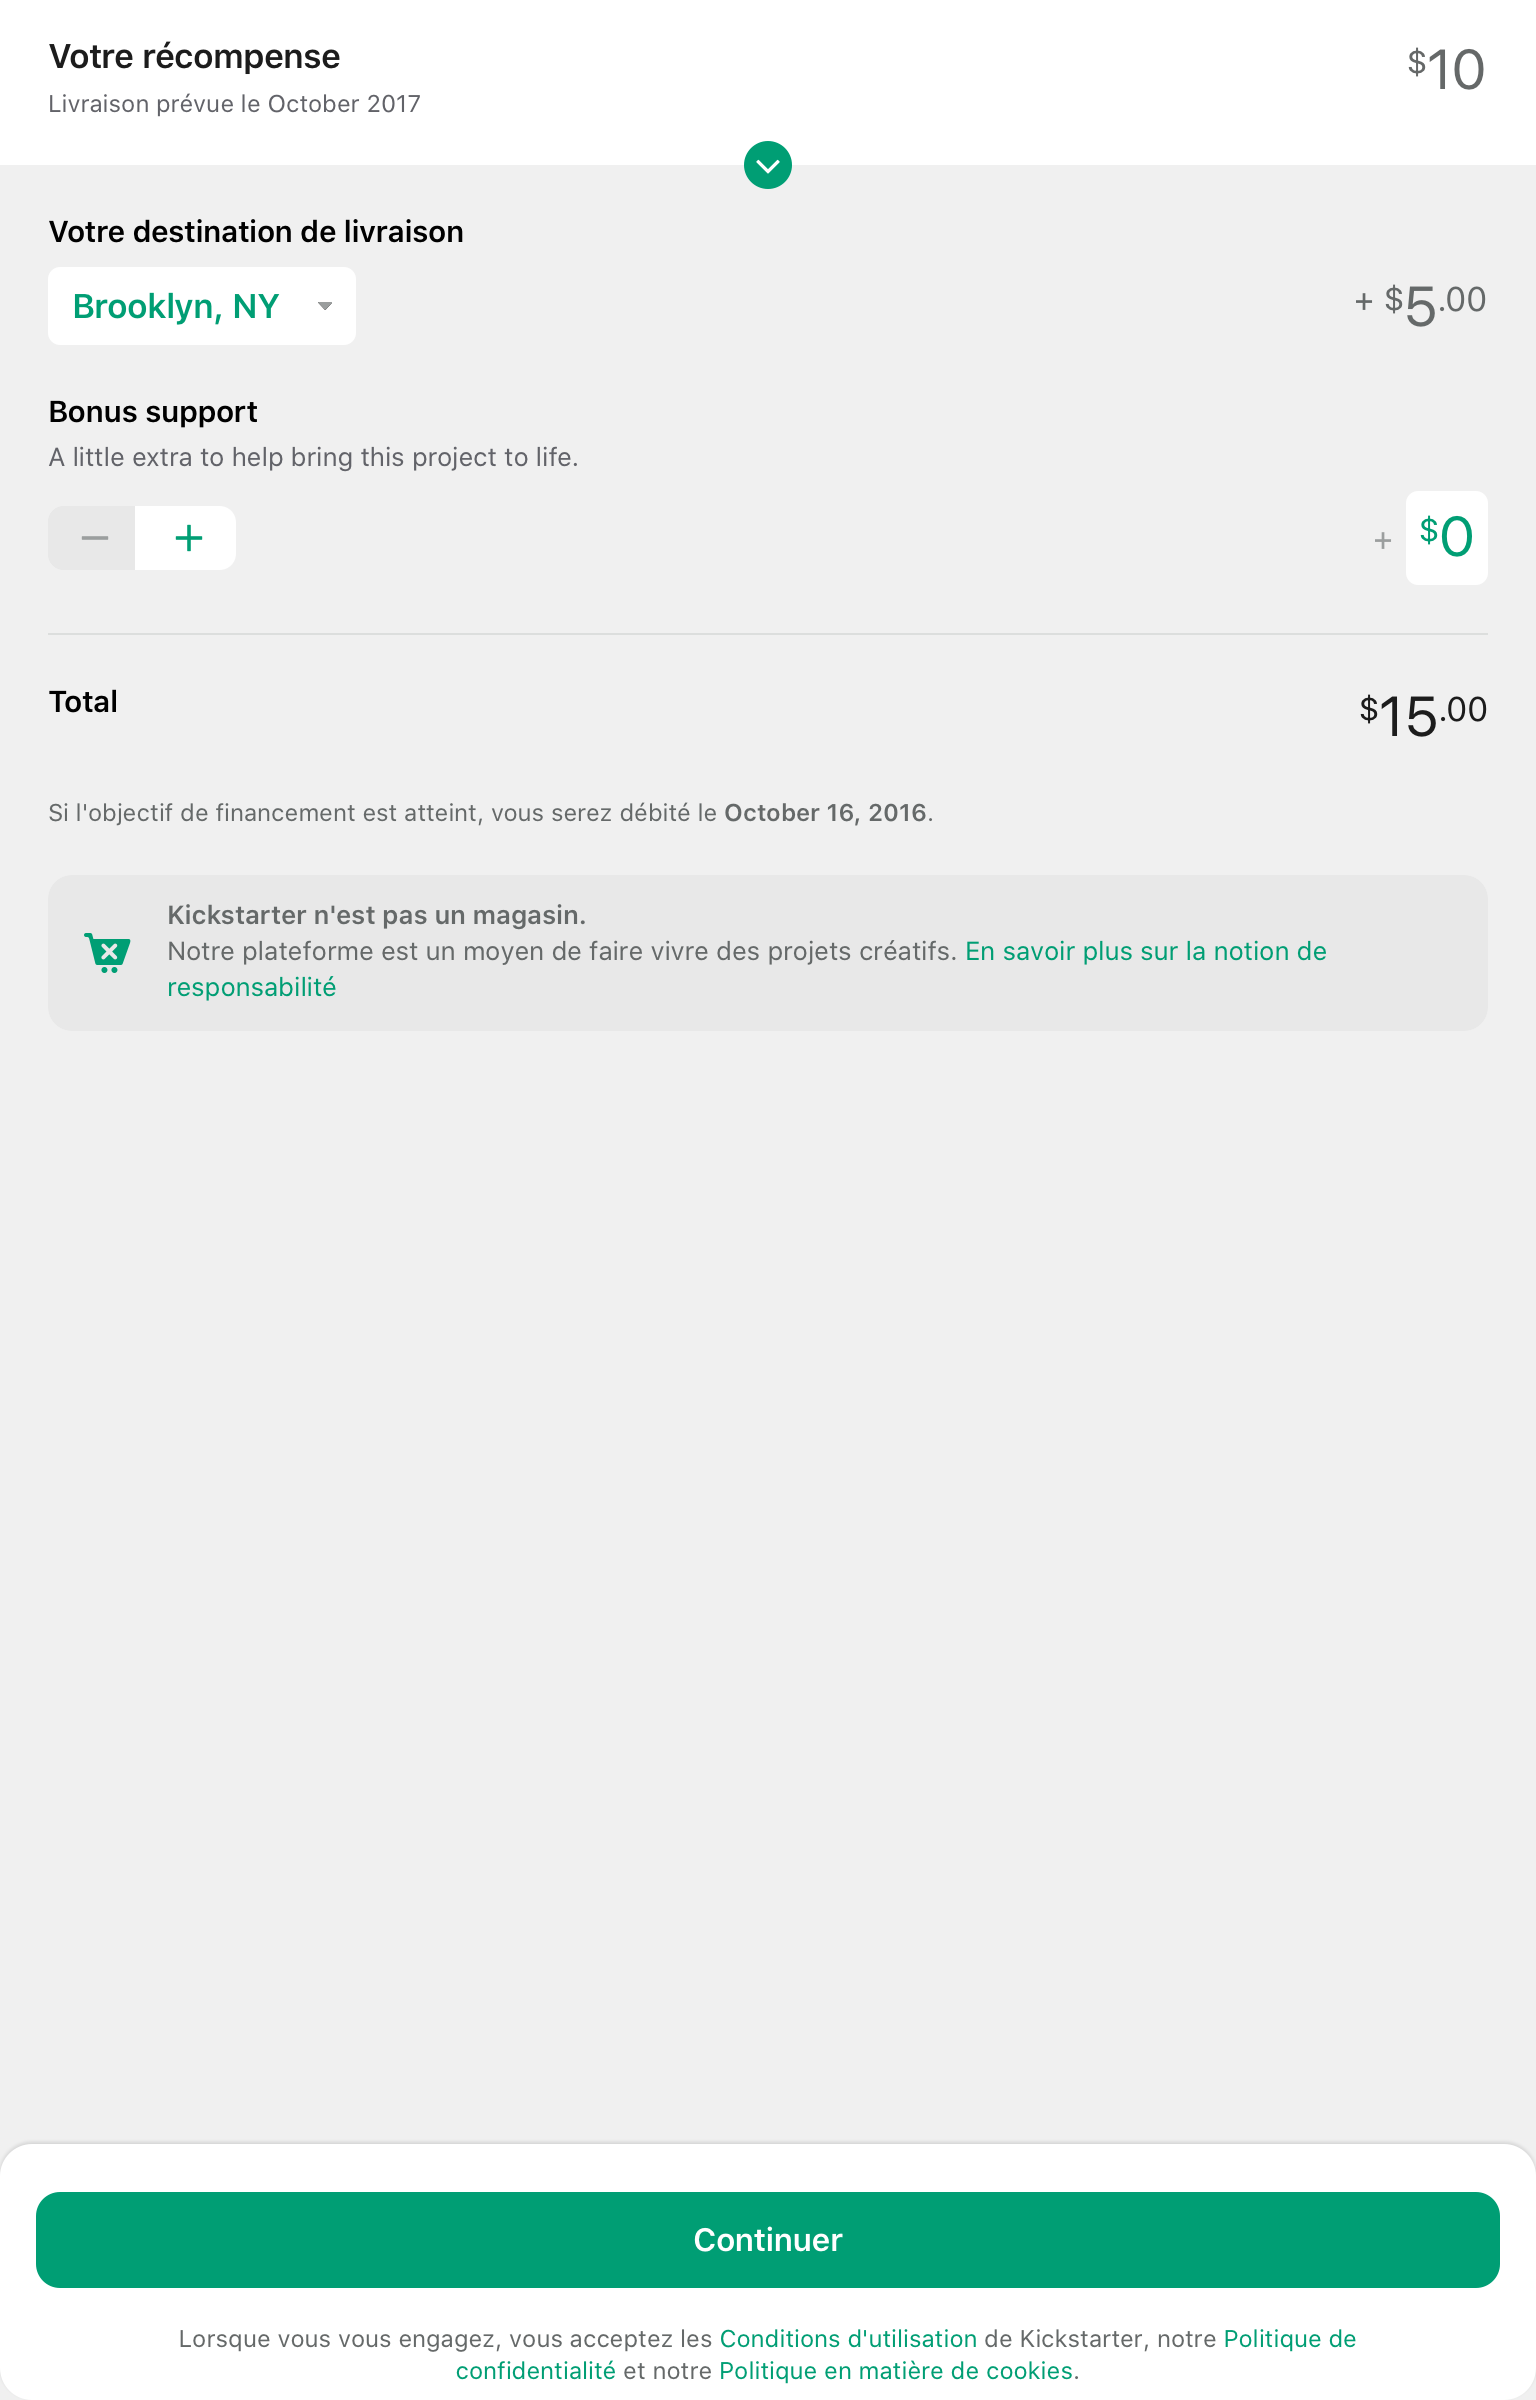 Votre récompense
$10
Livraison prévue le October 2017
Votre destination de livraison
Brooklyn, NY
+ $5.00
Bonus support
A little extra to help bring this project to life.
+ $0
Total
$15.00
Si l'objectif de financement est atteint, vous serez débité le October 16, 2016.
Kickstarter n'est pas un magasin.
Notre plateforme est un moyen de faire vivre des projets créatifs. En savoir plus sur la notion de
responsabilité
Continuer
Lorsque vous vous engagez, vous acceptez les Conditions d'utilisation de Kickstarter, notre Politique de
confidentialité et notre Politique en matière de cookies.